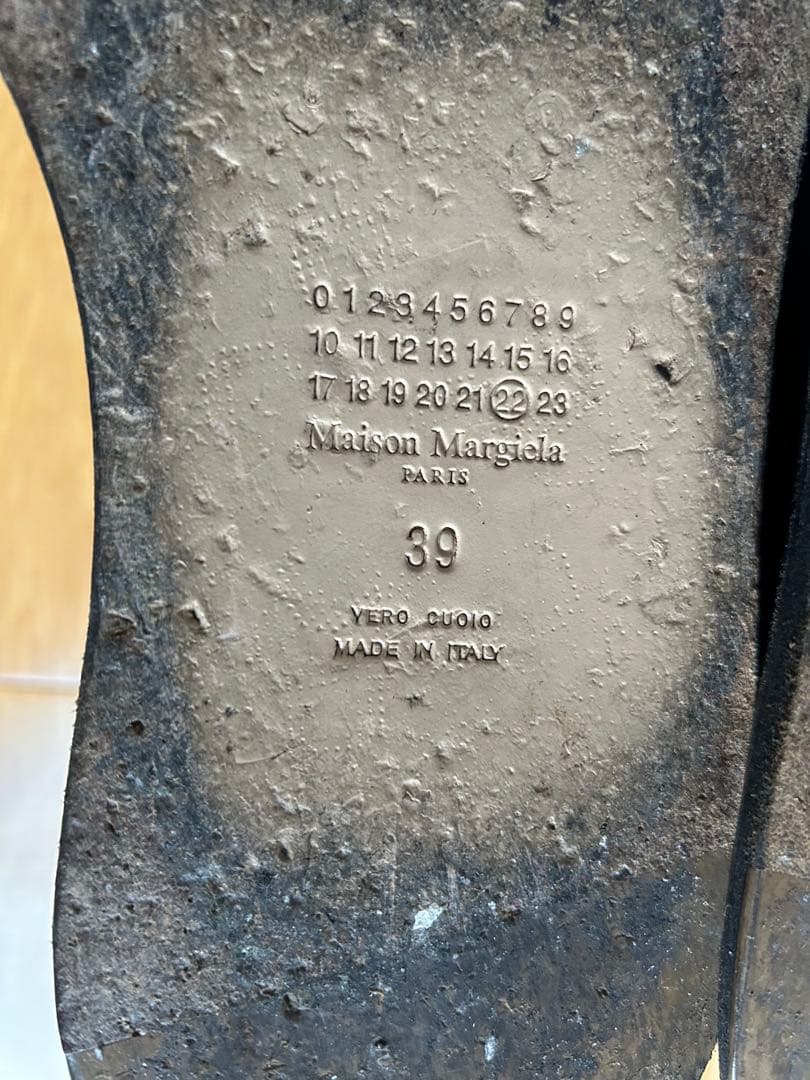 0 1 2 3 4 5 6 7 8 9
10 11 12 13 14 15 16
17 18 19 20 21 22 23
Maison Margiela
PARIS
39
VERO CUOIO
MADE IN ITALY